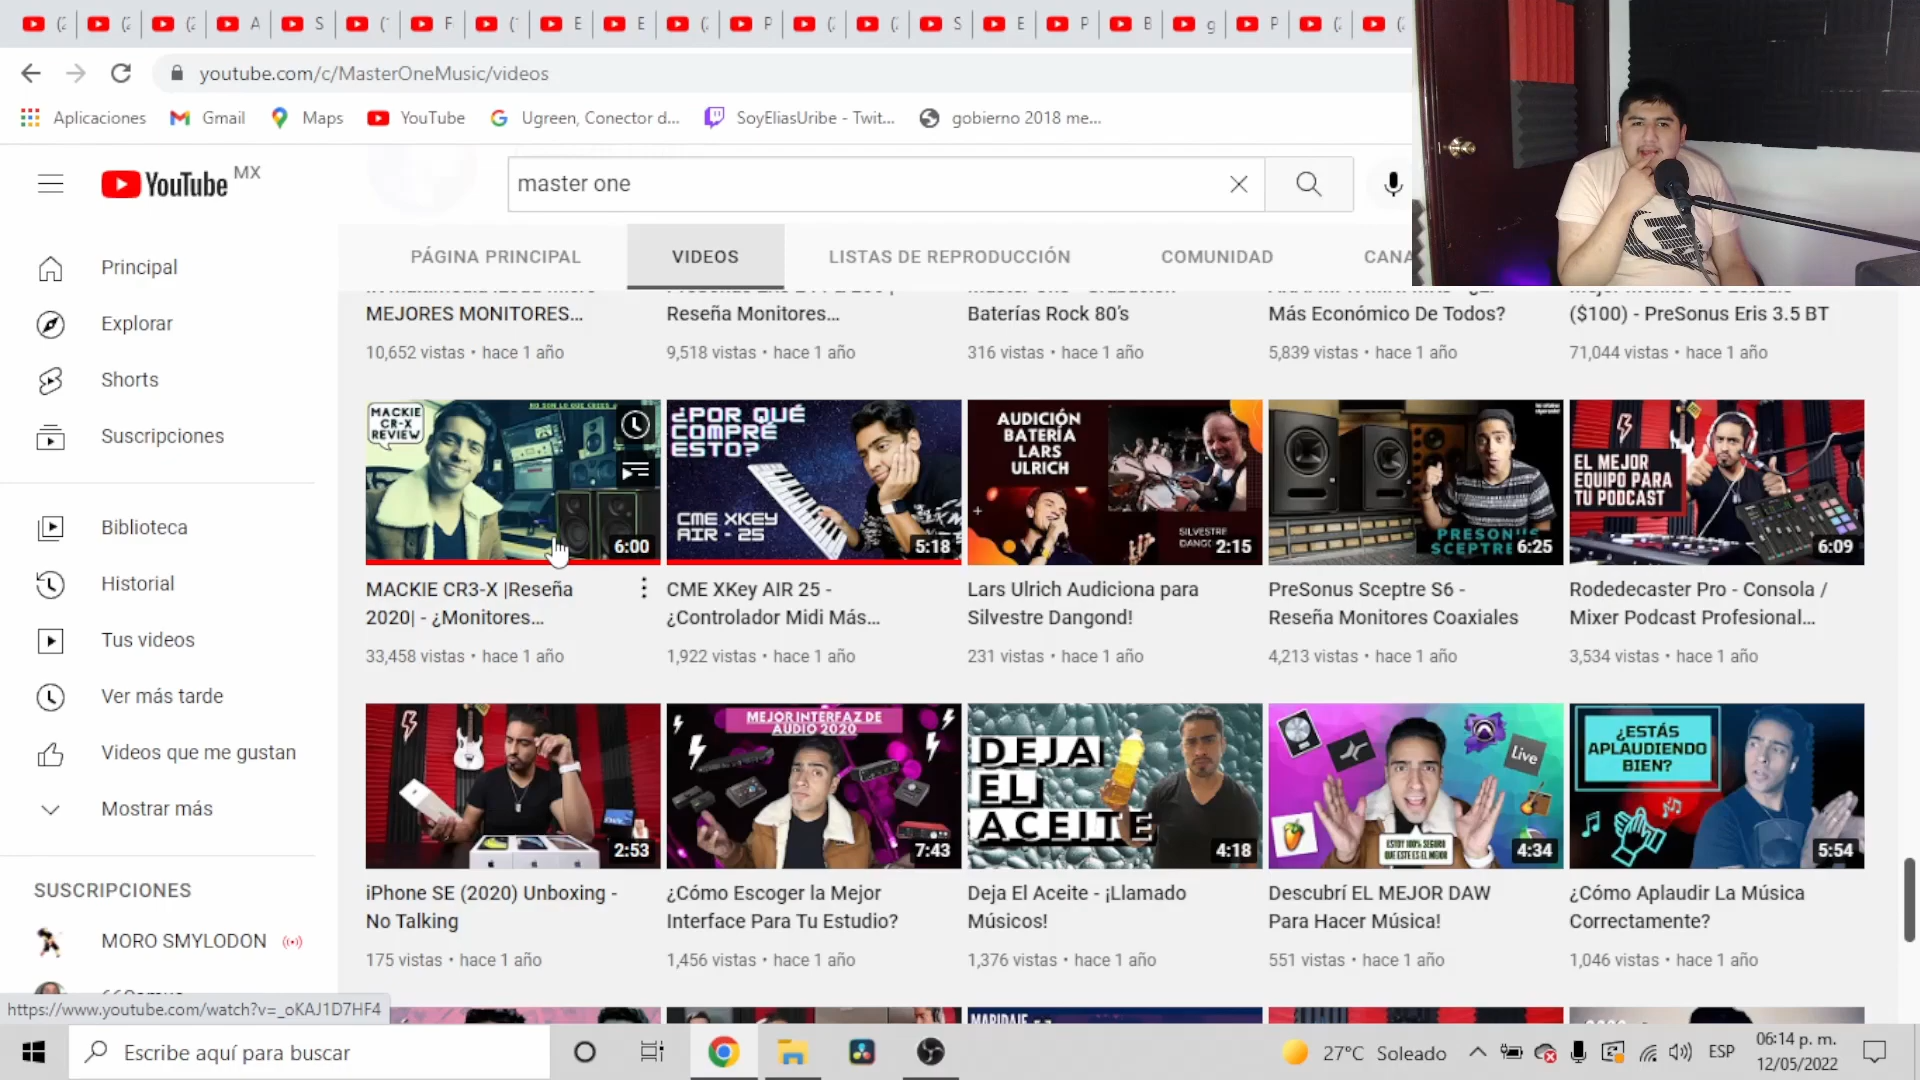 youtube.com/c/MasterOneMusic/videos
Aplicaciones
Gmail
Maps
YouTube
Ugreen, Conector d...
SoyEliasUribe - Twit...
gobierno 2018 me...
YouTube MX
master one
PÁGINA PRINCIPAL
VIDEOS
LISTAS DE REPRODUCCIÓN
COMUNIDAD
CANA
Principal
Explorar
Shorts
Suscripciones
Biblioteca
Historial
Tus videos
Ver más tarde
Videos que me gustan
Mostrar más
SUSCRIPCIONES
MORO SMYLODON
MEJORES MONITORES...
10,652 vistas • hace 1 año
Reseña Monitores...
9,518 vistas • hace 1 año
Baterías Rock 80's
316 vistas • hace 1 año
Más Económico De Todos?
5,839 vistas • hace 1 año
($100) - PreSonus Eris 3.5 BT
71,044 vistas • hace 1 año
MACKIE
CR-X
REVIEW
6:00
MACKIE CR3-X |Reseña
2020| - ¿Monitores...
33,458 vistas • hace 1 año
¿POR QUÉ
COMPRÉ
ESTO?
CME XKEY
AIR - 25
5:18
CME XKey AIR 25 -
¿Controlador Midi Más...
1,922 vistas • hace 1 año
AUDICIÓN
BATERÍA
LARS
ULRICH
SILVESTRE
2:15
Lars Ulrich Audiciona para
Silvestre Dangond!
231 vistas • hace 1 año
PRESONUS
SCEPTRE
6:25
PreSonus Sceptre S6 -
Reseña Monitores Coaxiales
4,213 vistas • hace 1 año
EL MEJOR
EQUIPO PARA
TU PODCAST
6:09
Rodedecaster Pro - Consola /
Mixer Podcast Profesional...
3,534 vistas • hace 1 año
2:53
iPhone SE (2020) Unboxing -
No Talking
175 vistas • hace 1 año
MEJOR INTERFAZ DE
AUDIO 2020
7:43
¿Cómo Escoger la Mejor
Interface Para Tu Estudio?
1,456 vistas • hace 1 año
DEJA
EL
ACEITE
4:18
Deja El Aceite - ¡Llamado
Músicos!
1,376 vistas • hace 1 año
Live
ESTOY 100% SEGURO
QUE ESTE ES EL MEJOR
4:34
Descubrí EL MEJOR DAW
Para Hacer Música!
551 vistas • hace 1 año
¿ESTÁS
APLAUDIENDO
BIEN?
5:54
¿Cómo Aplaudir La Música
Correctamente?
1,046 vistas • hace 1 año
MARIDAJE
https://www.youtube.com/watch?v=_oKAJ1D7HF4
Escribe aquí para buscar
27°C Soleado
ESP
06:14 p. m.
12/05/2022